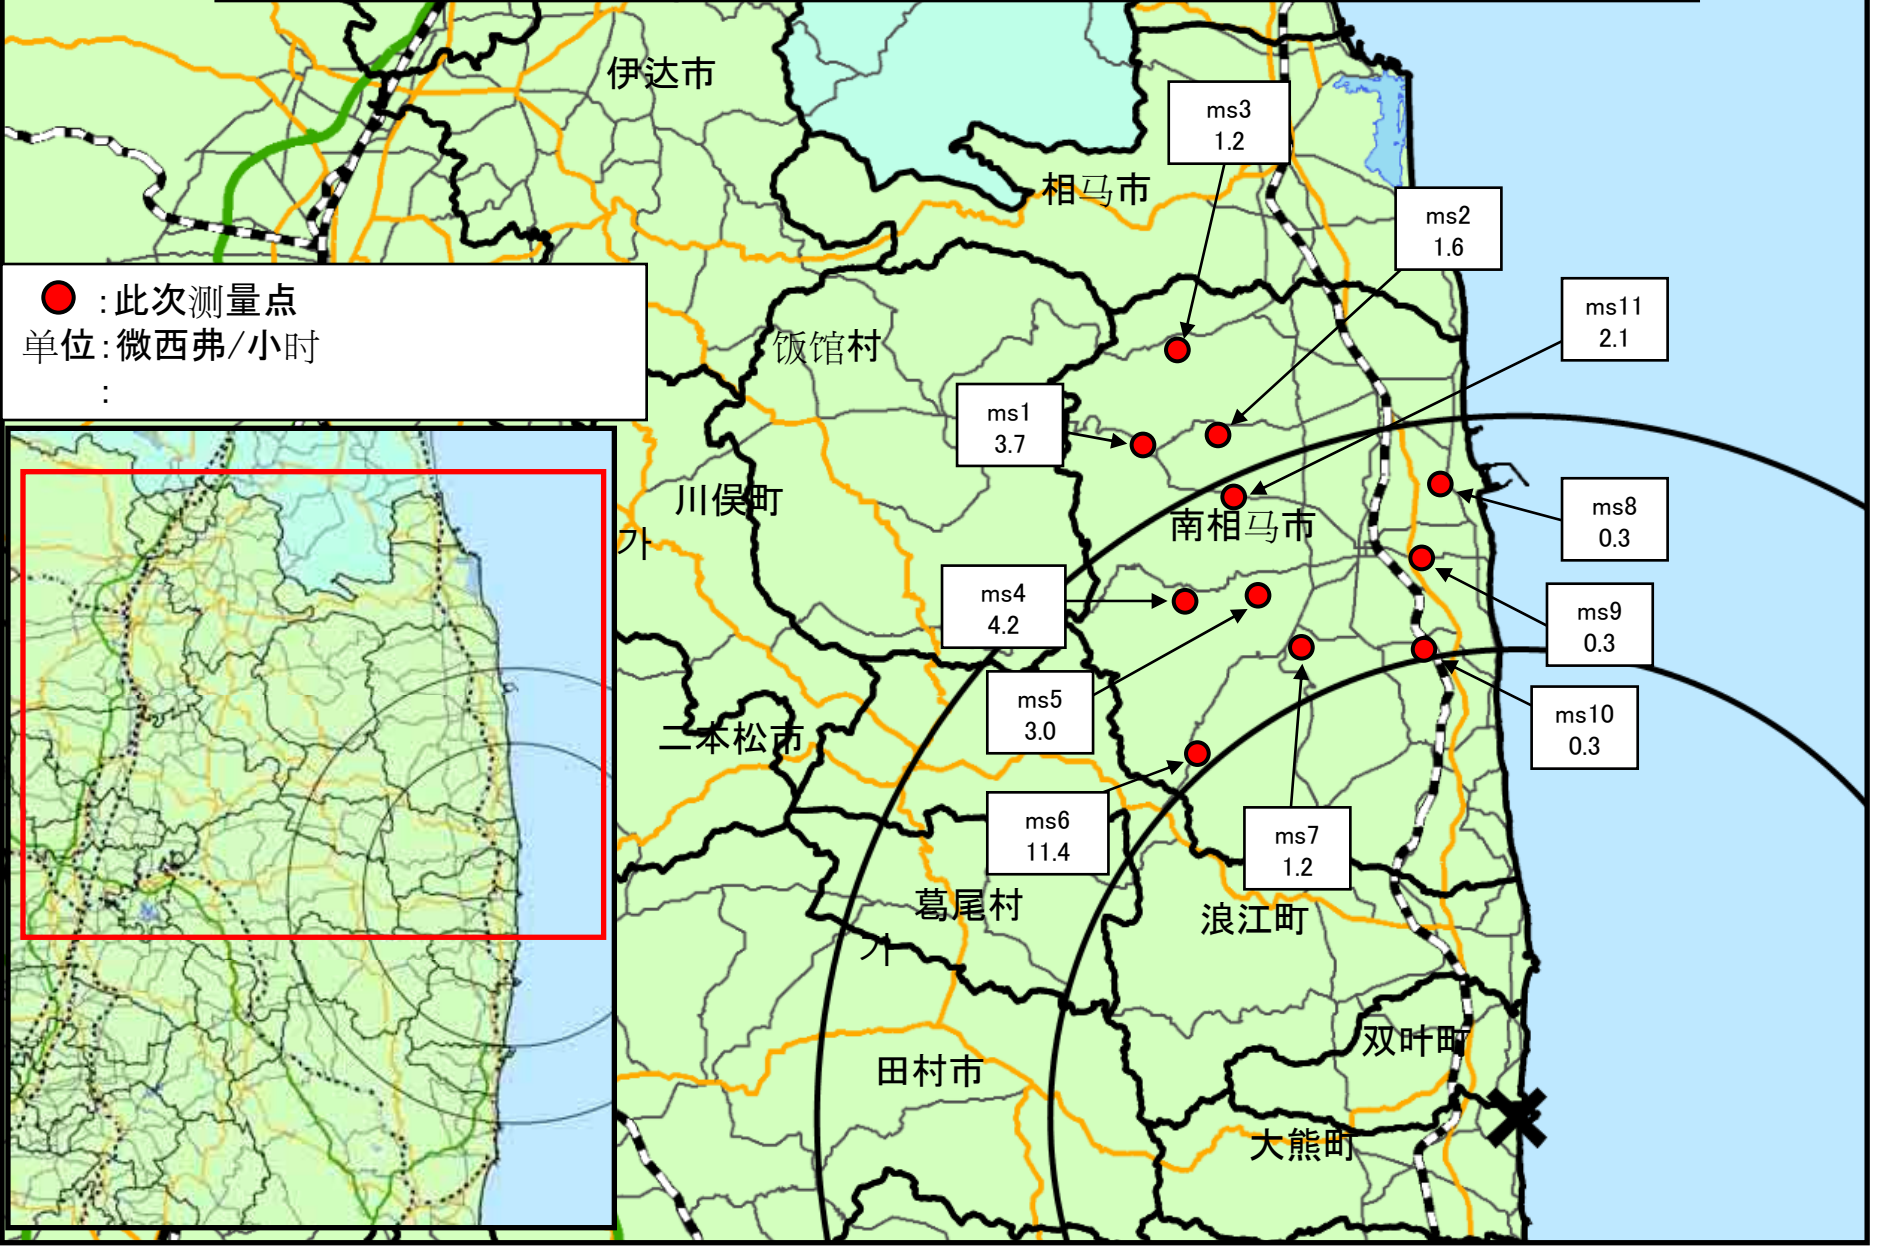 伊达市
ms3
1.2
相马市
ms2
1.6
:此次测量点
单位:微西弗/小时
:
ms11
2.1
饭馆村
ms1
3.7
川俣町
가
南相马市
ms8
0.3
ms4
4.2
ms9
0.3
ms5
3.0
ms10
0.3
二本松市
ms6
11.4
ms7
1.2
葛尾村
浪江町
가
双叶町
田村市
大熊町